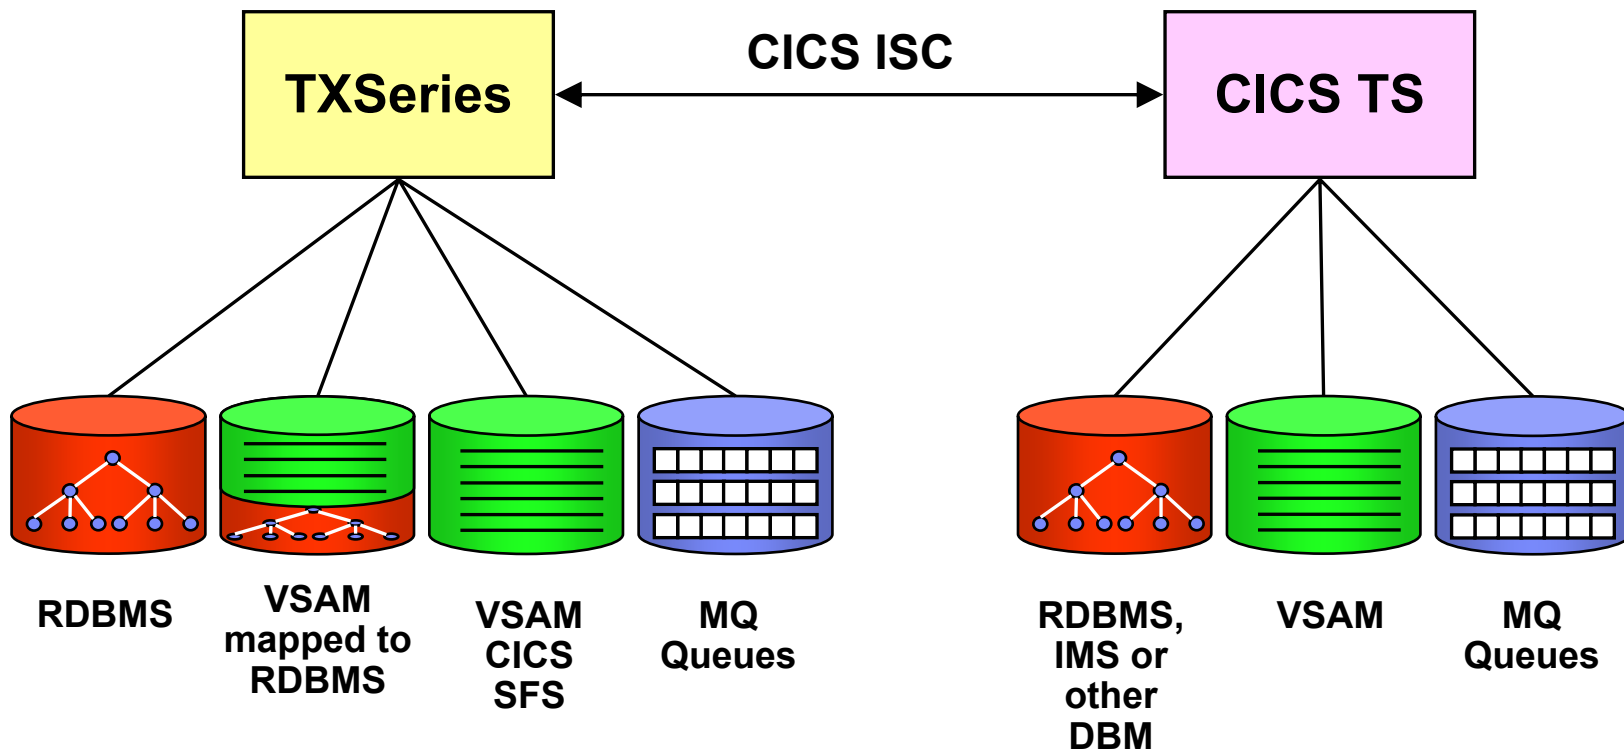 TXSeries
CICS ISC
CICS TS
RDBMS
VSAM
mapped to
RDBMS
VSAM
CICS
SFS
MQ
Queues
RDBMS,
IMS or
other
DBM
VSAM
MQ
Queues